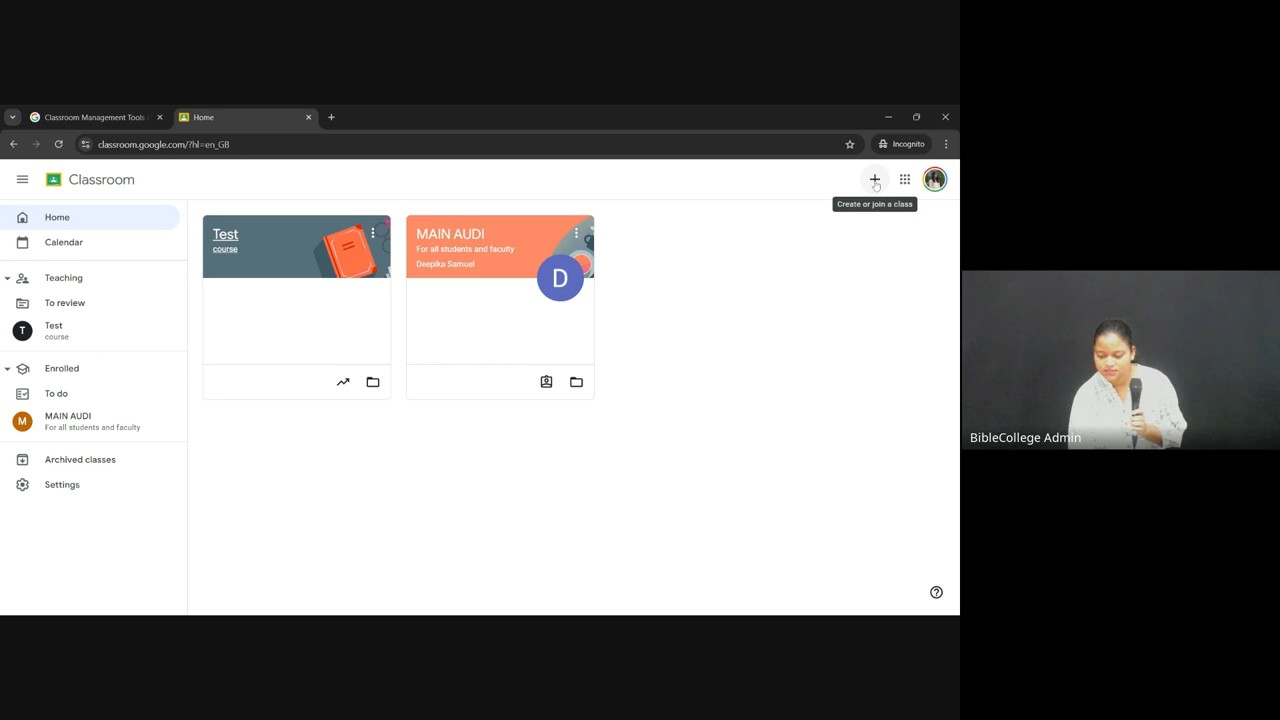 Classroom Management Tools
Home
classroom.google.com/?hl=en_GB
Incognito
Classroom
Create or join a class
Home
Calendar
Teaching
To review
T
Test
course
Enrolled
To do
M
MAIN AUDI
For all students and faculty
Archived classes
Settings
Test
course
MAIN AUDI
For all students and faculty
Deepika Samuel
D
BibleCollege Admin